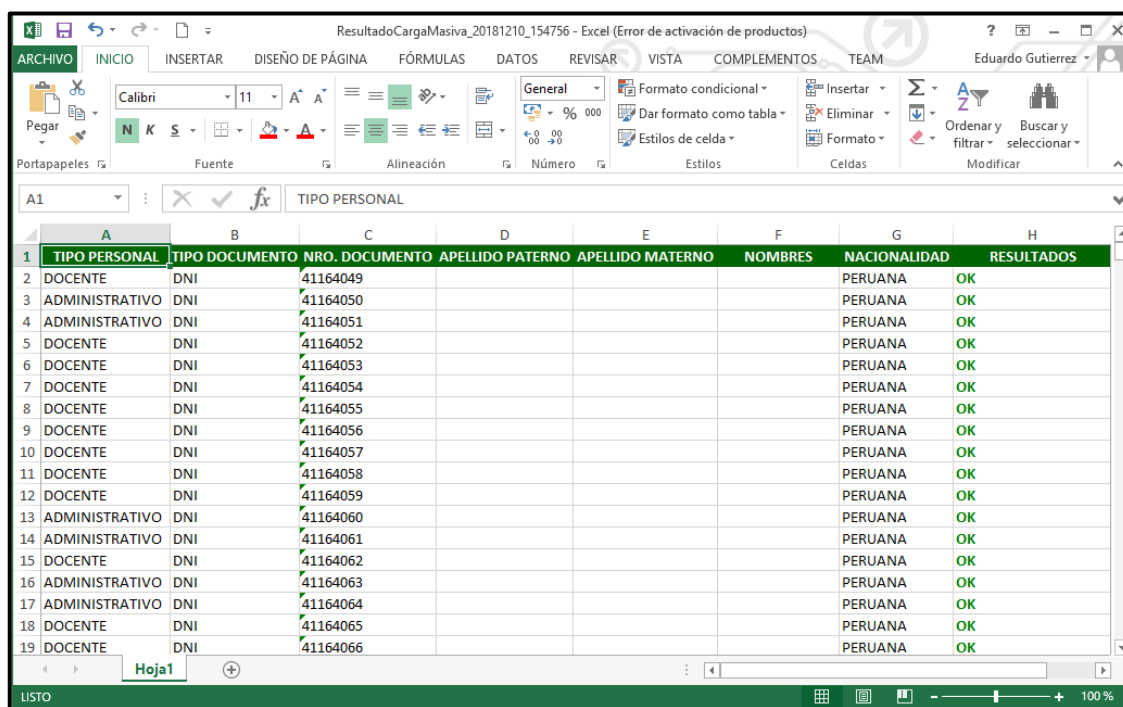 ResultadoCargaMasiva_20181210_154756 - Excel (Error de activación de productos)
ARCHIVO INICIO INSERTAR DISEÑO DE PÁGINA FÓRMULAS DATOS REVISAR VISTA COMPLEMENTOS TEAM Eduardo Gutierrez
Calibri 11 General Formato condicional Insertar
Pegar N K S % 000 Dar formato como tabla Eliminar Ordenar y filtrar Buscar y seleccionar
Estilos de celda Formato
Portapapeles Fuente Alineación Número Estilos Celdas Modificar
A1 fx TIPO PERSONAL
A B C D E F G H
1 TIPO PERSONAL TIPO DOCUMENTO NRO. DOCUMENTO APELLIDO PATERNO APELLIDO MATERNO NOMBRES NACIONALIDAD RESULTADOS
2 DOCENTE DNI 41164049 PERUANA OK
3 ADMINISTRATIVO DNI 41164050 PERUANA OK
4 ADMINISTRATIVO DNI 41164051 PERUANA OK
5 DOCENTE DNI 41164052 PERUANA OK
6 DOCENTE DNI 41164053 PERUANA OK
7 DOCENTE DNI 41164054 PERUANA OK
8 DOCENTE DNI 41164055 PERUANA OK
9 DOCENTE DNI 41164056 PERUANA OK
10 DOCENTE DNI 41164057 PERUANA OK
11 DOCENTE DNI 41164058 PERUANA OK
12 DOCENTE DNI 41164059 PERUANA OK
13 ADMINISTRATIVO DNI 41164060 PERUANA OK
14 ADMINISTRATIVO DNI 41164061 PERUANA OK
15 DOCENTE DNI 41164062 PERUANA OK
16 ADMINISTRATIVO DNI 41164063 PERUANA OK
17 ADMINISTRATIVO DNI 41164064 PERUANA OK
18 DOCENTE DNI 41164065 PERUANA OK
19 DOCENTE DNI 41164066 PERUANA OK
Hoja1
LISTO 100 %